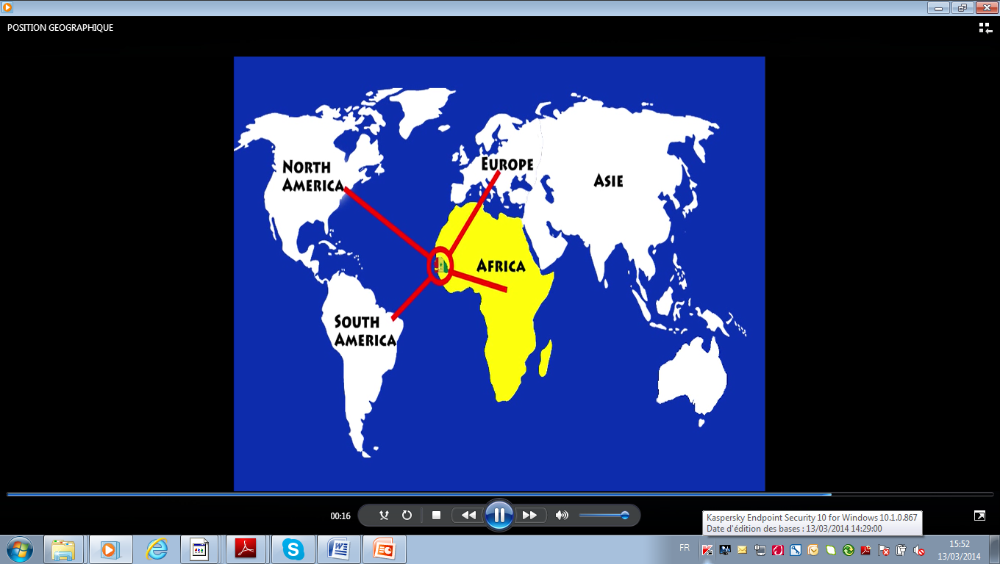 POSITION GEOGRAPHIQUE
NORTH
AMERICA
EUROPE
ASIE
AFRICA
SOUTH
AMERICA
00:16
Kaspersky Endpoint Security 10 for Windows 10.1.0.867
Date d'édition des bases : 13/03/2014 14:29:00
FR
15:52
13/03/2014